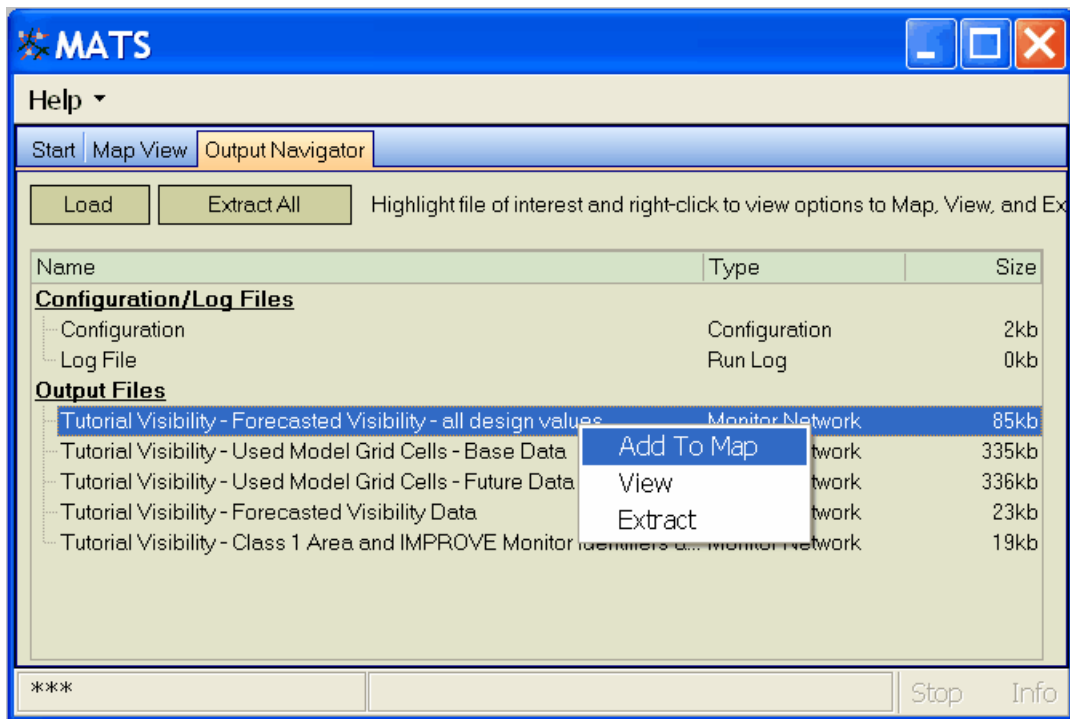 MATS
Help
Start Map View Output Navigator
Load Extract All Highlight file of interest and right-click to view options to Map, View, and Ex
Name Type Size
Configuration/Log Files
Configuration Configuration 2kb
Log File Run Log 0kb
Output Files
Tutorial Visibility - Forecasted Visibility - all design values Monitor Network 85kb
Add To Map
Tutorial Visibility - Used Model Grid Cells - Base Data twork 335kb
View
Tutorial Visibility - Used Model Grid Cells - Future Data twork 336kb
Extract
Tutorial Visibility - Forecasted Visibility Data twork 23kb
Tutorial Visibility - Class 1 Area and IMPROVE Monitor Identifiers a... Monitor Network 19kb
*** Stop Info